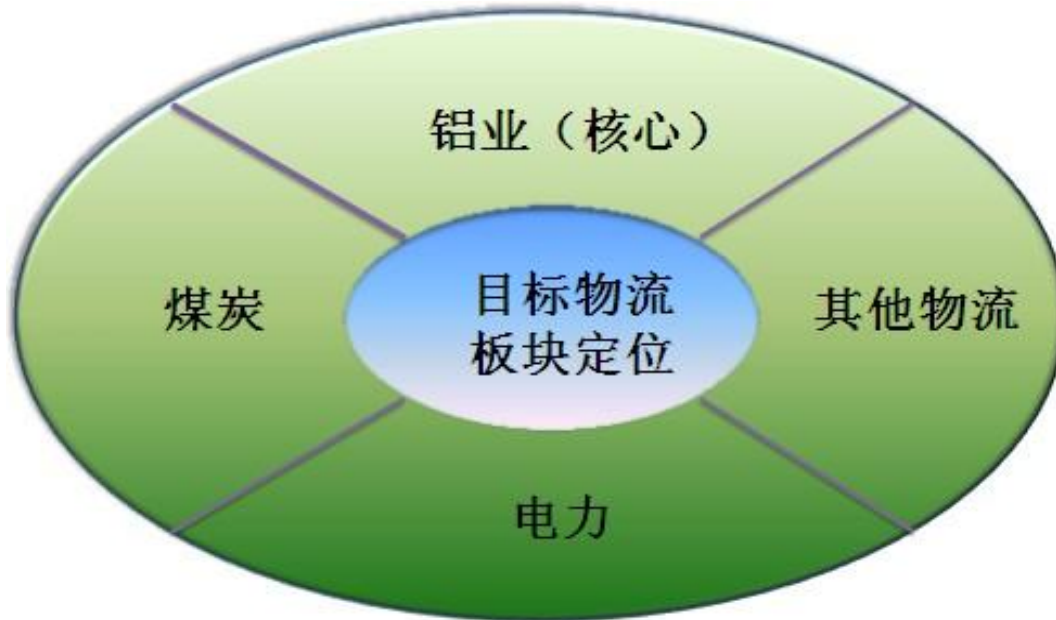 铝业（核心）
煤炭
目标物流
板块定位
其他物流
电力